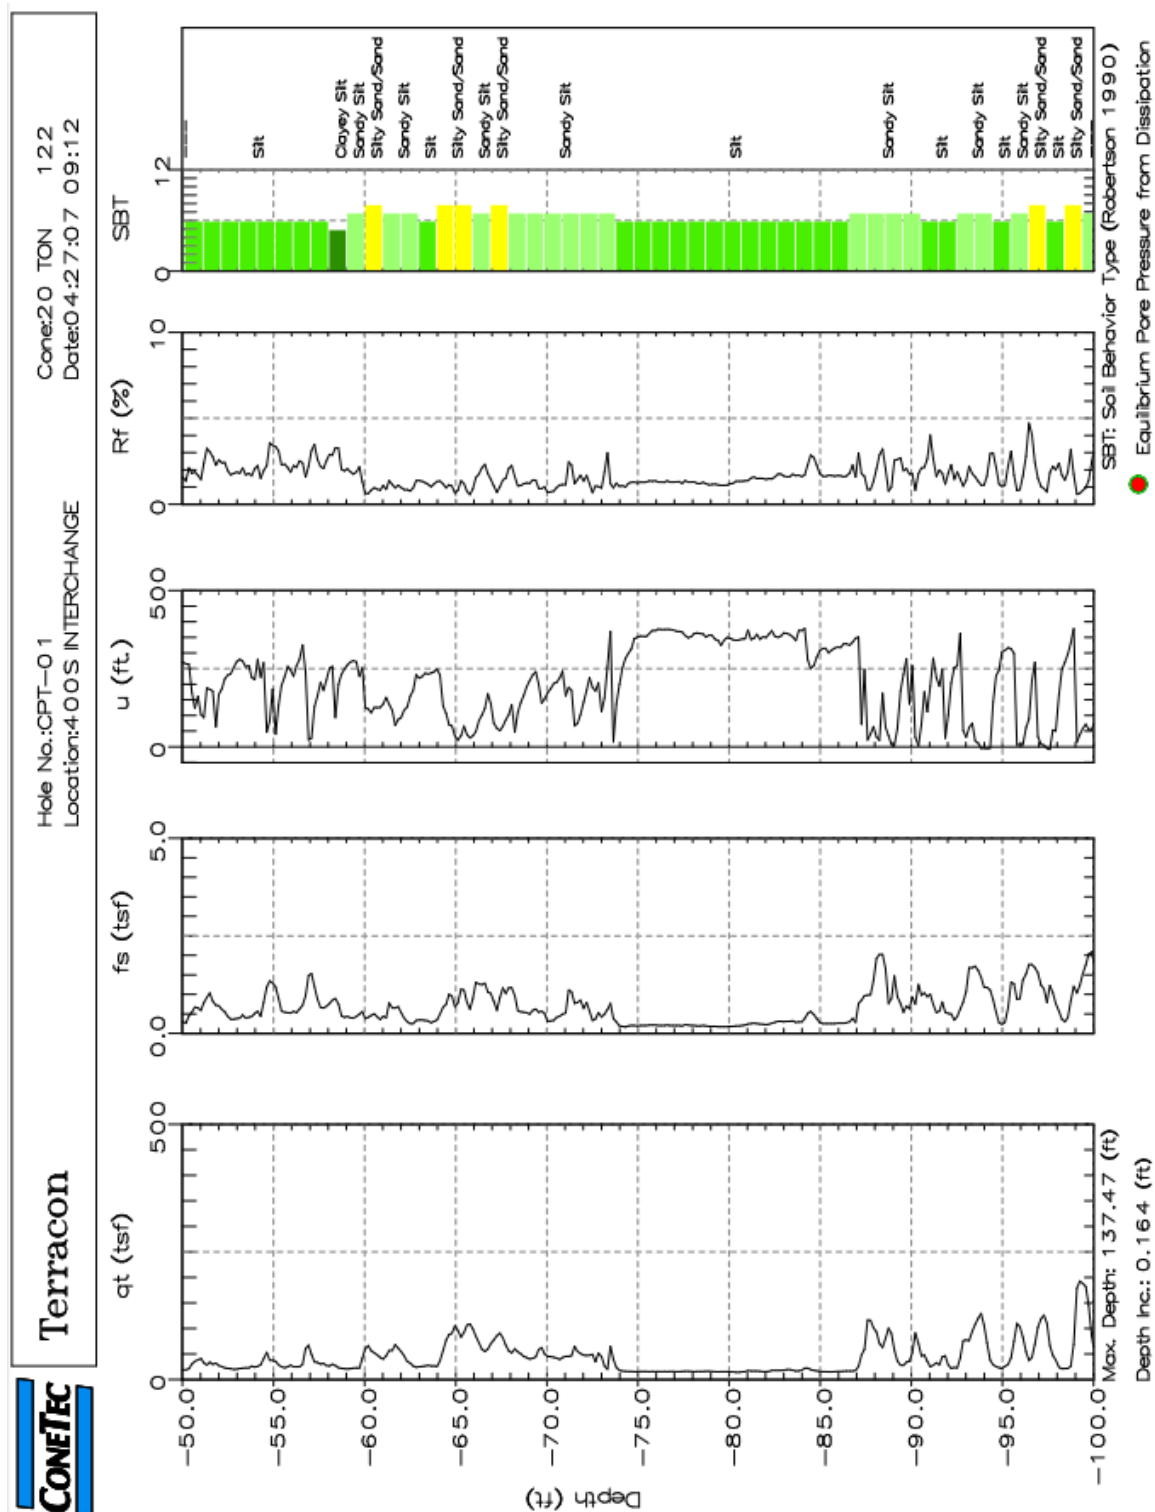 CONETEC
Terracon
Hole No.:CPT-01
Location:400S INTERCHANGE
Cone:20 TON 122
Date:04:27:07 09:12
qt (tsf)
fs (tsf)
u (ft.)
Rf (%)
SBT
0
500
0.0
5.0
0
500
0
10
0
12
Depth (ft)
-50.0
-55.0
-60.0
-65.0
-70.0
-75.0
-80.0
-85.0
-90.0
-95.0
-100.0
Silt
Clayey Silt
Sandy Silt
Silty Sand/Sand
Sandy Silt
Silt
Silty Sand/Sand
Sandy Silt
Silty Sand/Sand
Sandy Silt
Silt
Sandy Silt
Silt
Sandy Silt
Silt
Sandy Silt
Silty Sand/Sand
Silt
Silty Sand/Sand
Max. Depth: 137.47 (ft)
Depth Inc.: 0.164 (ft)
SBT: Soil Behavior Type (Robertson 1990)
Equilibrium Pore Pressure from Dissipation